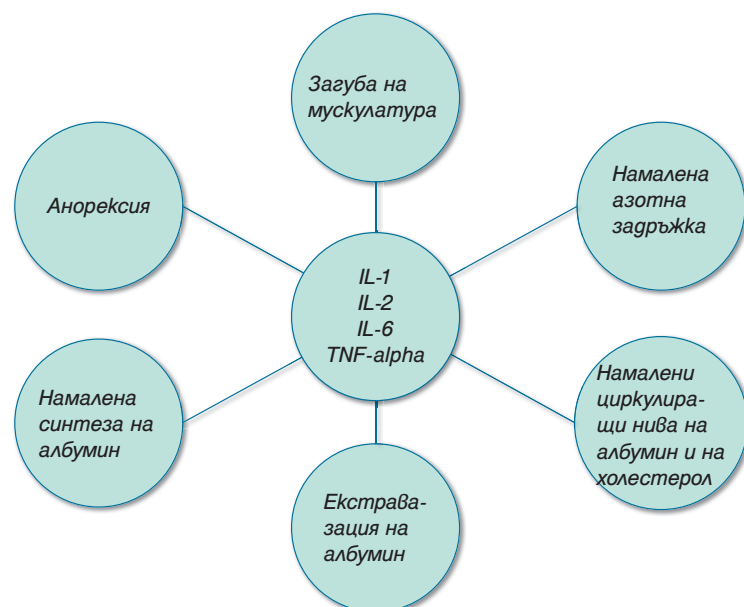 Загуба на
мускулатура
Анорексия
Намалена
азотна
задръжка
IL-1
IL-2
IL-6
TNF-alpha
Намалена
синтеза на
албумин
Намалени
циркулира-
щи нива на
албумин и на
холестерол
Екстрава-
зация на
албумин